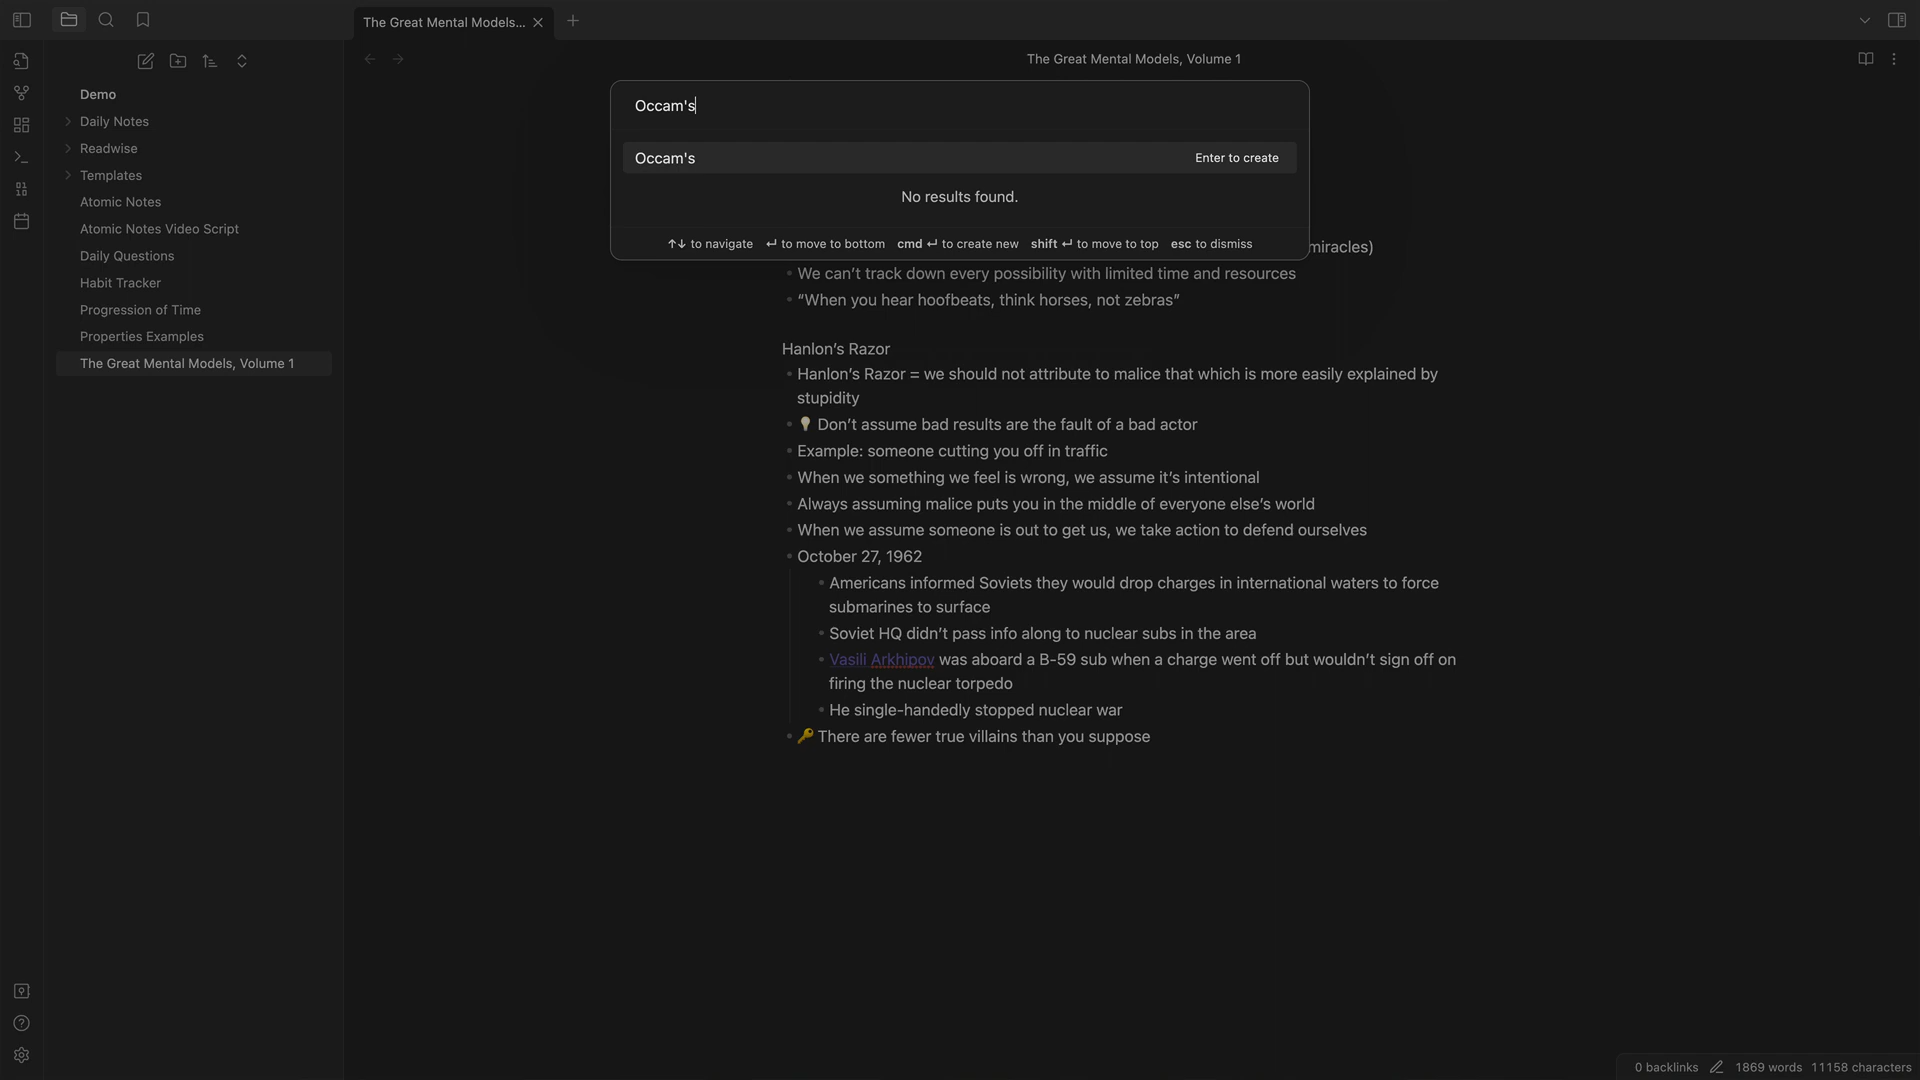 The Great Mental Models...
The Great Mental Models, Volume 1
Demo
Daily Notes
Readwise
Templates
Atomic Notes
Atomic Notes Video Script
Daily Questions
Habit Tracker
Progression of Time
Properties Examples
The Great Mental Models, Volume 1
Occam's
Occam's Enter to create
No results found.
↑↓ to navigate ↵ to move to bottom cmd ↵ to create new shift ↵ to move to top esc to dismiss
miracles)
We can’t track down every possibility with limited time and resources
“When you hear hoofbeats, think horses, not zebras”
Hanlon’s Razor
Hanlon’s Razor = we should not attribute to malice that which is more easily explained by
stupidity
Don’t assume bad results are the fault of a bad actor
Example: someone cutting you off in traffic
When we something we feel is wrong, we assume it’s intentional
Always assuming malice puts you in the middle of everyone else’s world
When we assume someone is out to get us, we take action to defend ourselves
October 27, 1962
Americans informed Soviets they would drop charges in international waters to force
submarines to surface
Soviet HQ didn’t pass info along to nuclear subs in the area
Vasili Arkhipov was aboard a B-59 sub when a charge went off but wouldn’t sign off on
firing the nuclear torpedo
He single-handedly stopped nuclear war
There are fewer true villains than you suppose
0 backlinks 1869 words 11158 characters